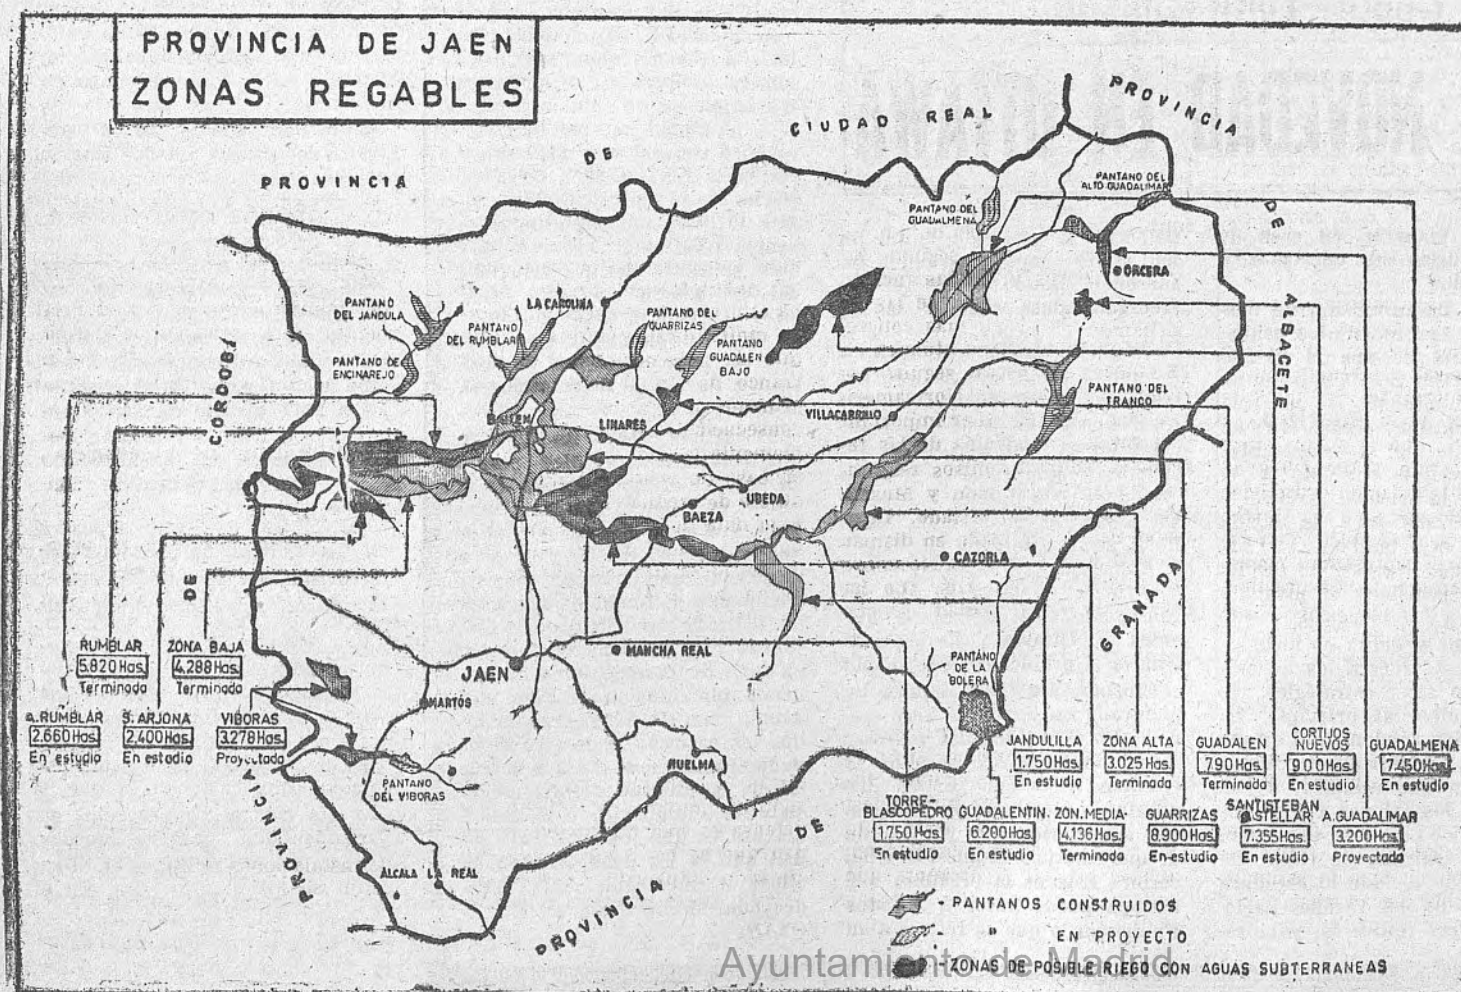 PROVINCIA DE JAEN
ZONAS REGABLES
PROVINCIA
DE
CIUDAD REAL
PROVINCIA
DE
ALBACETE
PANTANO DEL
ALTO GUADALIMAR
PANTANO DEL
GUADALMENA
ORCERA
PANTANO
DEL JANDULA
PANTANO
DEL RUMBLAR
LA CAROLINA
PANTANO DEL
GUARRIZAS
PANTANO
GUADALEN
BAJO
PANTANO DE
ENCINAREJO
PANTANO DEL
TRANCO
CORDOBA
DE
PROVINCIA
BAILEN
LINARES
VILLACARRILLO
UBEDA
BAEZA
CAZORLA
GRANADA
DE
PROVINCIA
MANCHA REAL
JAEN
PANTANO
DE LA
BOLERA
MARTOS
HUELMA
PANTANO
DEL VIBORAS
ALCALA LA REAL
RUMBLAR
5.820 Has.
Terminada
ZONA BAJA
4.288 Has.
Terminada
A. RUMBLAR
2.660 Has.
En estudio
S. ARJONA
2.400 Has.
En estodio
VIBORAS
3.278 Has.
Proyectado
JANDULILLA
1.750 Has.
En estudio
ZONA ALTA
3.025 Has.
Terminada
GUADALEN
790 Has.
Terminada
CORTIJOS
NUEVOS
900 Has.
En estudio
GUADALMENA
7.450 Has.
En estudio
TORRE-
BLASCOPEDRO
1.750 Has.
En estudio
GUADALENTIN.
6.280 Has.
En estudio
ZON. MEDIA
4.136 Has.
Terminada
GUARRIZAS
8.900 Has.
En-estudio
SANTISTEBAN
CASTELLAR
7.355 Has.
En estudio
A. GUADALIMAR
3.200 Has.
Proyectada
- PANTANOS CONSTRUIDOS
" EN PROYECTO
- ZONAS DE POSIBLE RIEGO CON AGUAS SUBTERRANEAS
Ayuntamiento de Madrid